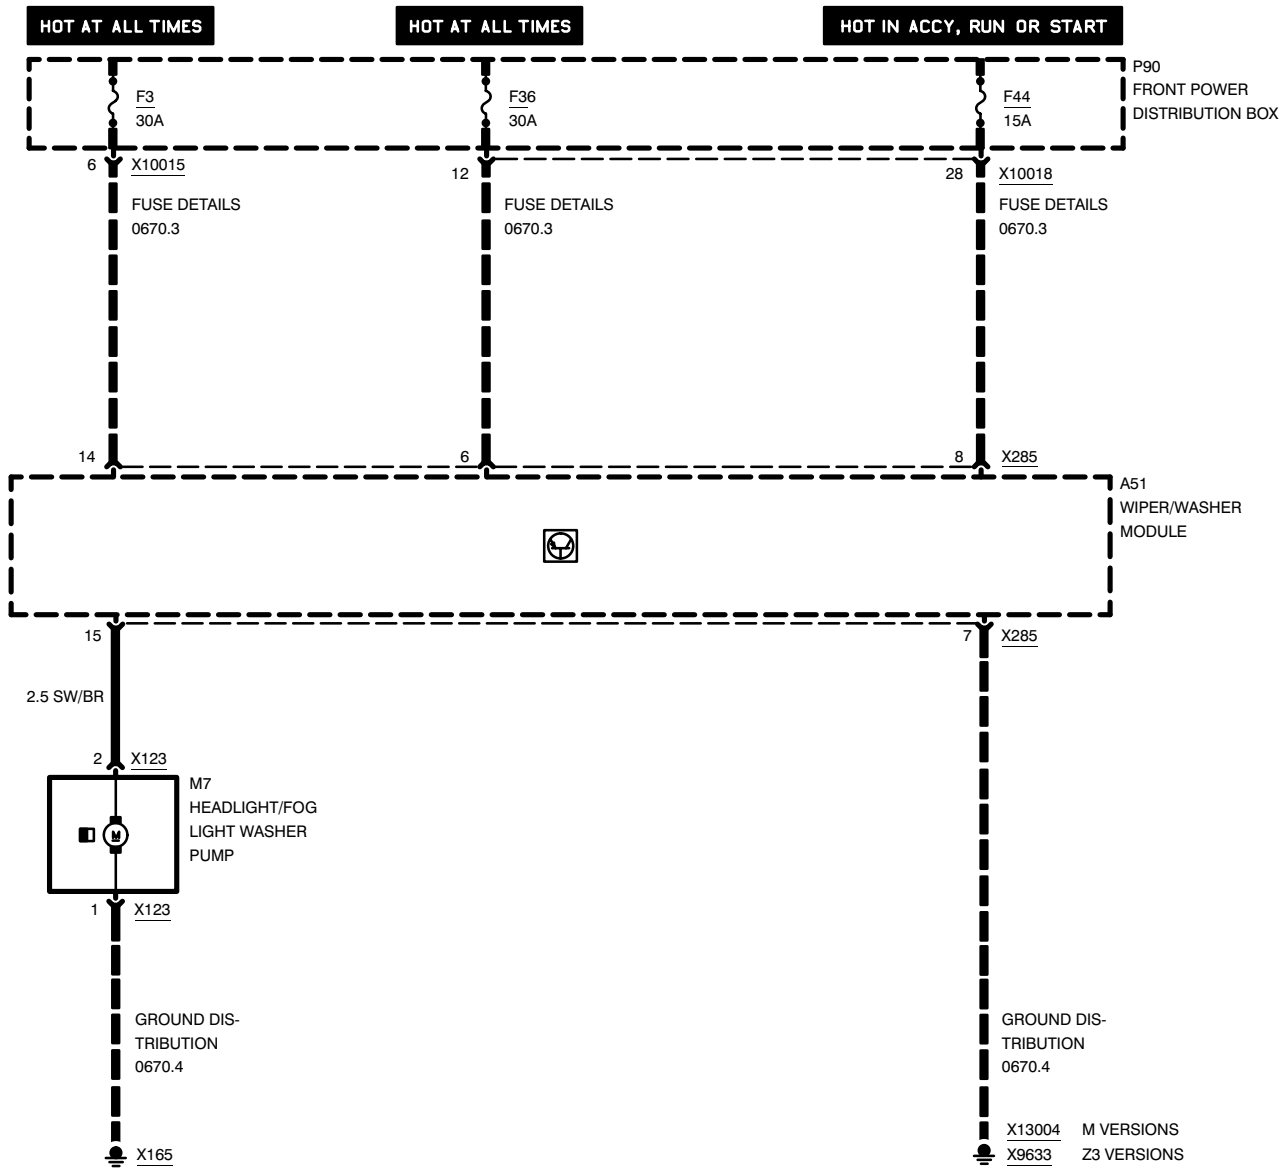 HOT AT ALL TIMES
HOT AT ALL TIMES
HOT IN ACCY, RUN OR START
P90
FRONT POWER
DISTRIBUTION BOX
F3
30A
F36
30A
F44
15A
6 X10015
12
28 X10018
FUSE DETAILS
0670.3
FUSE DETAILS
0670.3
FUSE DETAILS
0670.3
14
6
8 X285
A51
WIPER/WASHER
MODULE
15
7 X285
2.5 SW/BR
2 X123
M7
HEADLIGHT/FOG
LIGHT WASHER
PUMP
M
1 X123
GROUND DIS-
TRIBUTION
0670.4
GROUND DIS-
TRIBUTION
0670.4
X165
X13004 M VERSIONS
X9633 Z3 VERSIONS